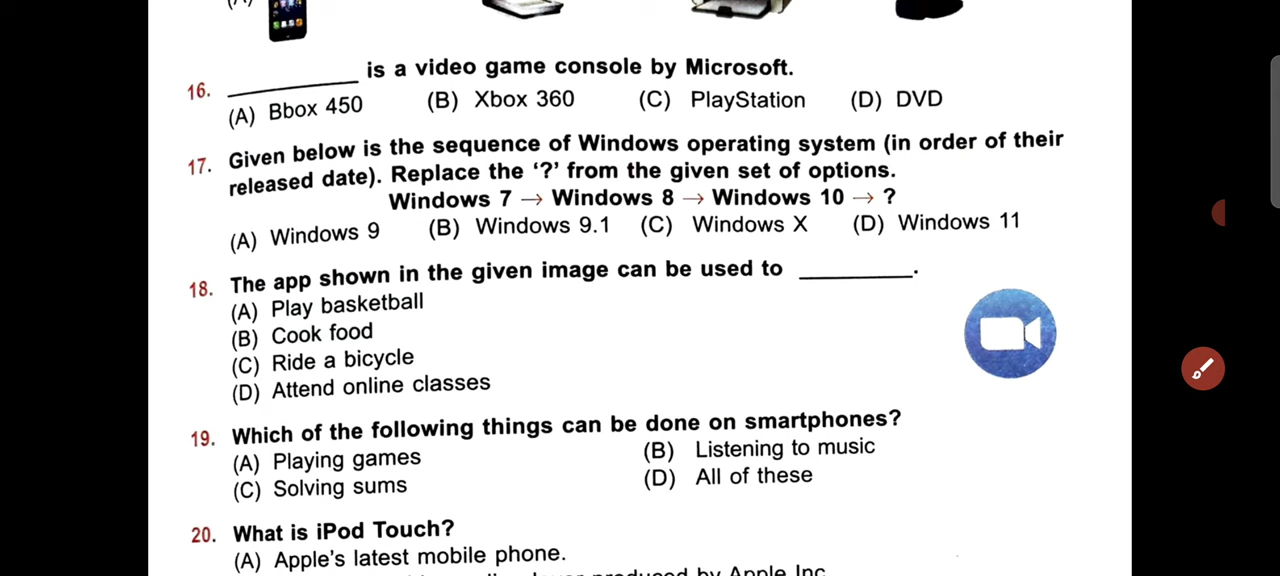 16. ________ is a video game console by Microsoft.
(A) Bbox 450 (B) Xbox 360 (C) PlayStation (D) DVD
17. Given below is the sequence of Windows operating system (in order of their
released date). Replace the ‘?’ from the given set of options.
Windows 7 → Windows 8 → Windows 10 → ?
(A) Windows 9 (B) Windows 9.1 (C) Windows X (D) Windows 11
18. The app shown in the given image can be used to ________.
(A) Play basketball
(B) Cook food
(C) Ride a bicycle
(D) Attend online classes
19. Which of the following things can be done on smartphones?
(A) Playing games (B) Listening to music
(C) Solving sums (D) All of these
20. What is iPod Touch?
(A) Apple's latest mobile phone.
produced by Apple Inc